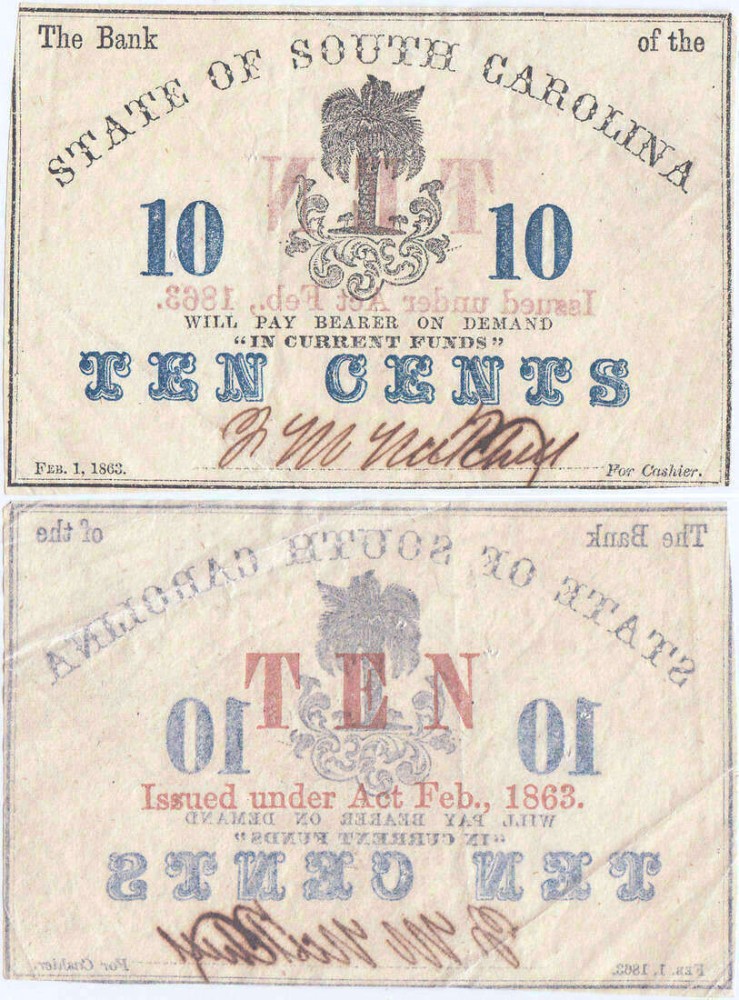 The Bank of the
STATE OF SOUTH CAROLINA
10 10
WILL PAY BEARER ON DEMAND
"IN CURRENT FUNDS"
TEN CENTS
FEB. 1, 1863. For Cashier.
TEN
Issued under Act Feb., 1863.